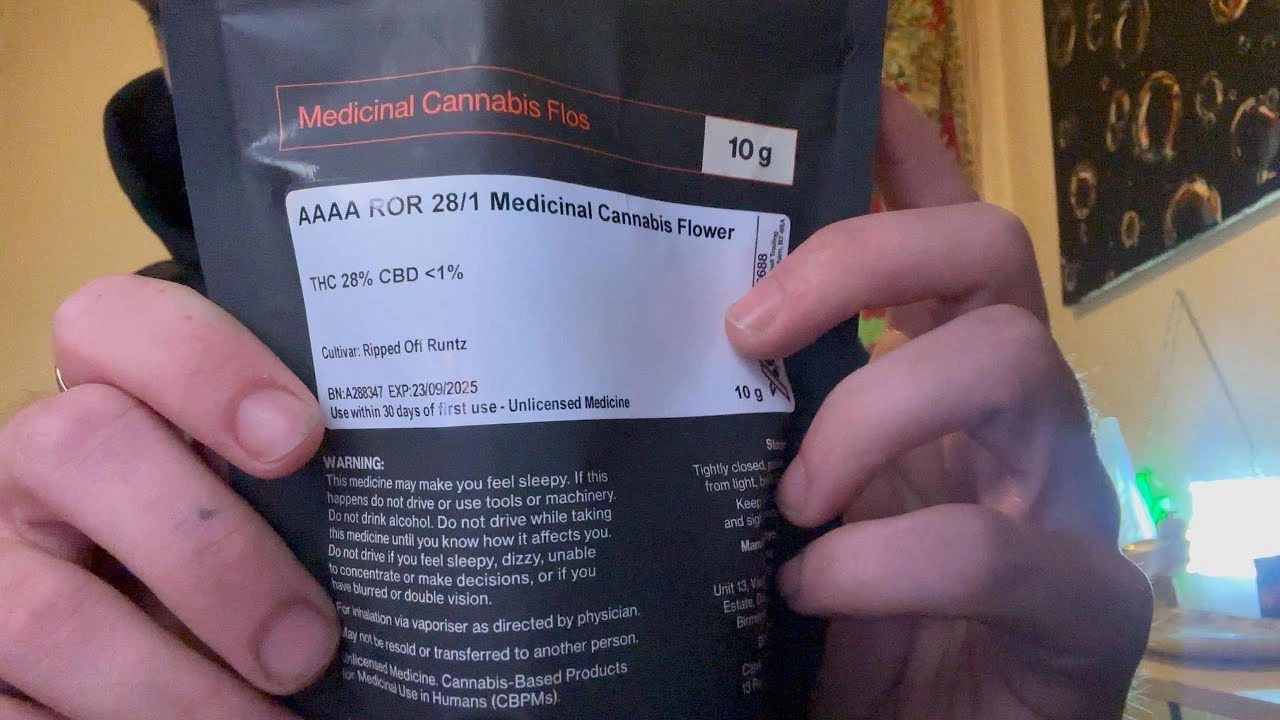 Medicinal Cannabis Flos
10 g
AAAA ROR 28/1 Medicinal Cannabis Flower
THC 28% CBD <1%
Cultivar: Ripped Off Runtz
BN:A288347 EXP:23/09/2025
Use within 30 days of first use - Unlicensed Medicine
10 g
WARNING:
This medicine may make you feel sleepy. If this
happens do not drive or use tools or machinery.
Do not drink alcohol. Do not drive while taking
this medicine until you know how it affects you.
Do not drive if you feel sleepy, dizzy, unable
to concentrate or make decisions, or if you
have blurred or double vision.
For inhalation via vaporiser as directed by physician.
May not be resold or transferred to another person.
Unlicensed Medicine. Cannabis-Based Products
for Medicinal Use in Humans (CBPMs).
Tightly closed
from light,
Keep
and
Unit 13,